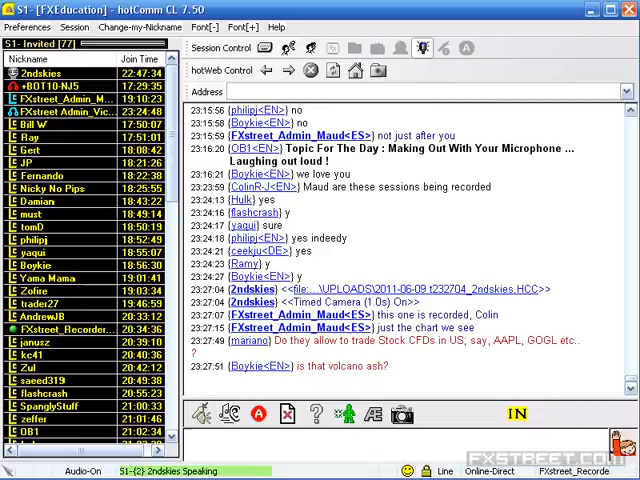 S1- [FXEducation] - hotComm CL 7.50
Preferences Session Change-my-Nickname Font[-] Font[+] Help
S1- Invited [77]
Session Control
Nickname Join Time
hotWeb Control
Address
2ndskies 22:47:34
+BOT10-NJ5 17:29:35
FXstreet_Admin_M... 19:10:23
FXstreet Admin_Vic... 23:24:48
Bill W 17:50:07
Ray 17:51:01
Gert 18:08:42
JP 18:21:26
Fernando 18:22:38
Nicky No Pips 18:25:55
Damian 18:43:22
must 18:49:14
tomD 18:50:19
philipj 18:52:49
yaqui 18:55:07
Boykie 18:56:30
Yama Mama 19:01:41
Zofire 19:03:14
trader27 19:46:59
AndrewJB 20:33:12
FXstreet_Recorder... 20:34:36
janusz 20:39:49
kc41 20:40:36
Zul 20:42:14
saeed319 20:49:38
flashcrash 20:55:23
SpanglyStuff 21:00:33
zeffer 21:01:46
OB1 21:02:34
23:15:56 {philipj<EN>} no
23:15:58 {Boykie<EN>} no
23:15:59 {FXstreet_Admin_Maud<ES>} not just after you
23:16:20 {OB1<EN>} Topic For The Day : Making Out With Your Microphone ...
Laughing out loud !
23:16:21 {Boykie<EN>} we love you
23:23:59 {ColinR-J<EN>} Maud are these sessions being recorded
23:24:13 {Hulk} yes
23:24:16 {flashcrash} y
23:24:17 {yaqui} sure
23:24:18 {philipj<EN>} yes indeedy
23:24:21 {ceekju<DE>} yes
23:24:23 {Ramy} y
23:24:27 {Boykie<EN>} y
23:27:04 {2ndskies} <<file:...\UPLOADS\2011-06-09 t232704_2ndskies.HCC>>
23:27:04 {2ndskies} <<Timed Camera (1.0s) On>>
23:27:07 {FXstreet_Admin_Maud<ES>} this one is recorded, Colin
23:27:15 {FXstreet_Admin_Maud<ES>} just the chart we see
23:27:49 {mariano} Do they allow to trade Stock CFDs in US; say, AAPL, GOGL etc..
?
23:27:51 {Boykie<EN>} is that volcano ash?
IN
FXSTREET.COM
Audio-On S1-{2} 2ndskies Speaking Line Online-Direct FXstreet_Recorde